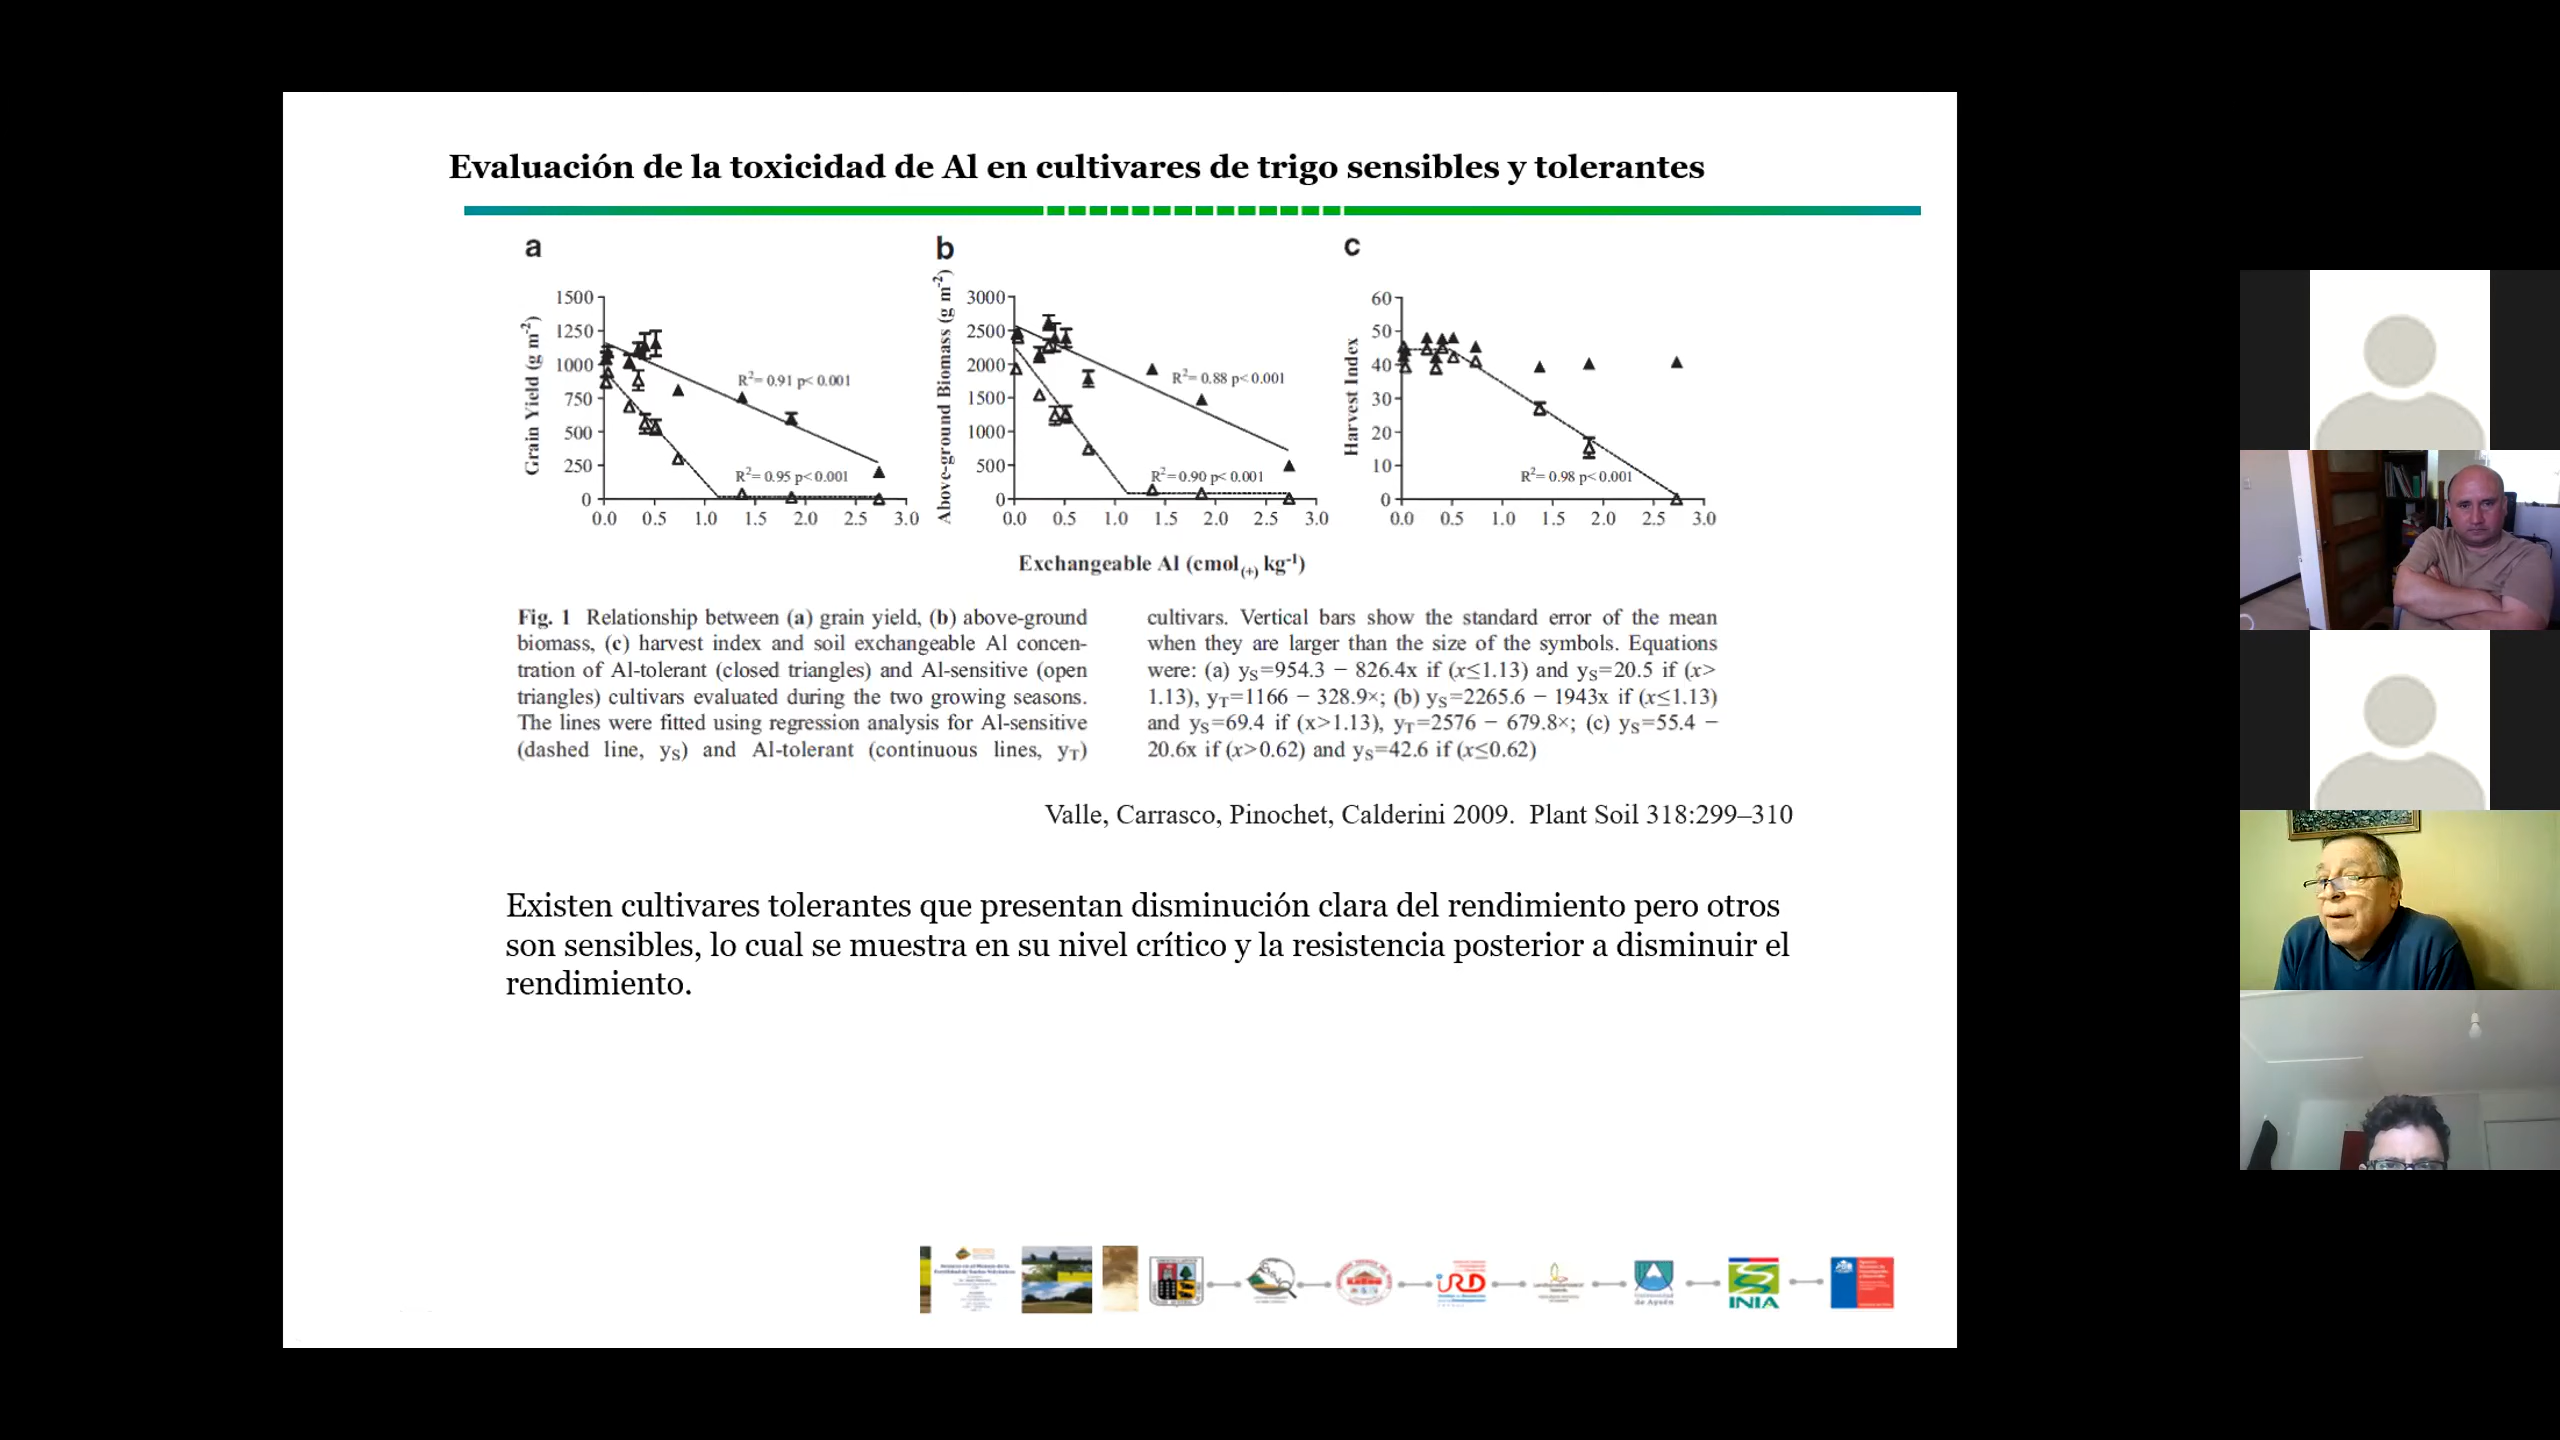 Evaluación de la toxicidad de Al en cultivares de trigo sensibles y tolerantes
a
Grain Yield (g m-2)
1500
1250
1000
750
500
250
0
R2= 0.91 p< 0.001
R2= 0.95 p<0.001
0.0 0.5 1.0 1.5 2.0 2.5 3.0
b
Above-ground Biomass (g m-2)
3000
2500
2000
1500
1000
500
0
R2= 0.88 p<0.001
R2= 0.90 p<0.001
0.0 0.5 1.0 1.5 2.0 2.5 3.0
c
Harvest Index
60
50
40
30
20
10
0
R2= 0.98 p<0.001
0.0 0.5 1.0 1.5 2.0 2.5 3.0
Exchangeable Al (cmol(+) kg-1)
Fig. 1 Relationship between (a) grain yield, (b) above-ground
biomass, (c) harvest index and soil exchangeable Al concen-
tration of Al-tolerant (closed triangles) and Al-sensitive (open
triangles) cultivars evaluated during the two growing seasons.
The lines were fitted using regression analysis for Al-sensitive
(dashed line, yS) and Al-tolerant (continuous lines, yT)
cultivars. Vertical bars show the standard error of the mean
when they are larger than the size of the symbols. Equations
were: (a) yS=954.3 − 826.4x if (x≤1.13) and yS=20.5 if (x>
1.13), yT=1166 − 328.9×; (b) yS=2265.6 − 1943x if (x≤1.13)
and yS=69.4 if (x>1.13), yT=2576 − 679.8×; (c) yS=55.4 −
20.6x if (x>0.62) and yS=42.6 if (x≤0.62)
Valle, Carrasco, Pinochet, Calderini 2009. Plant Soil 318:299–310
Existen cultivares tolerantes que presentan disminución clara del rendimiento pero otros
son sensibles, lo cual se muestra en su nivel crítico y la resistencia posterior a disminuir el
rendimiento.
IRD
Universidad
de Aysén
INIA